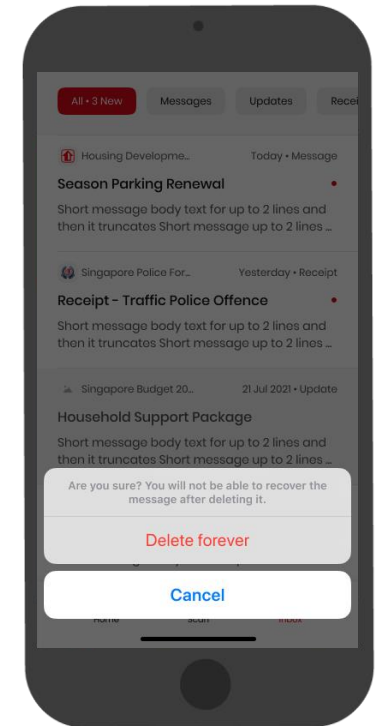 All • 3 New Messages Updates Recei
Housing Developme... Today • Message
Season Parking Renewal
Short message body text for up to 2 lines and
then it truncates Short message up to 2 lines ...
Singapore Police For... Yesterday • Receipt
Receipt - Traffic Police Offence
Short message body text for up to 2 lines and
then it truncates Short message up to 2 lines ...
Singapore Budget 20... 21 Jul 2021 • Update
Household Support Package
Short message body text for up to 2 lines and
then it truncates Short message up to 2 lines ...
Are you sure? You will not be able to recover the
message after deleting it.
Delete forever
Cancel
Home Scan Inbox